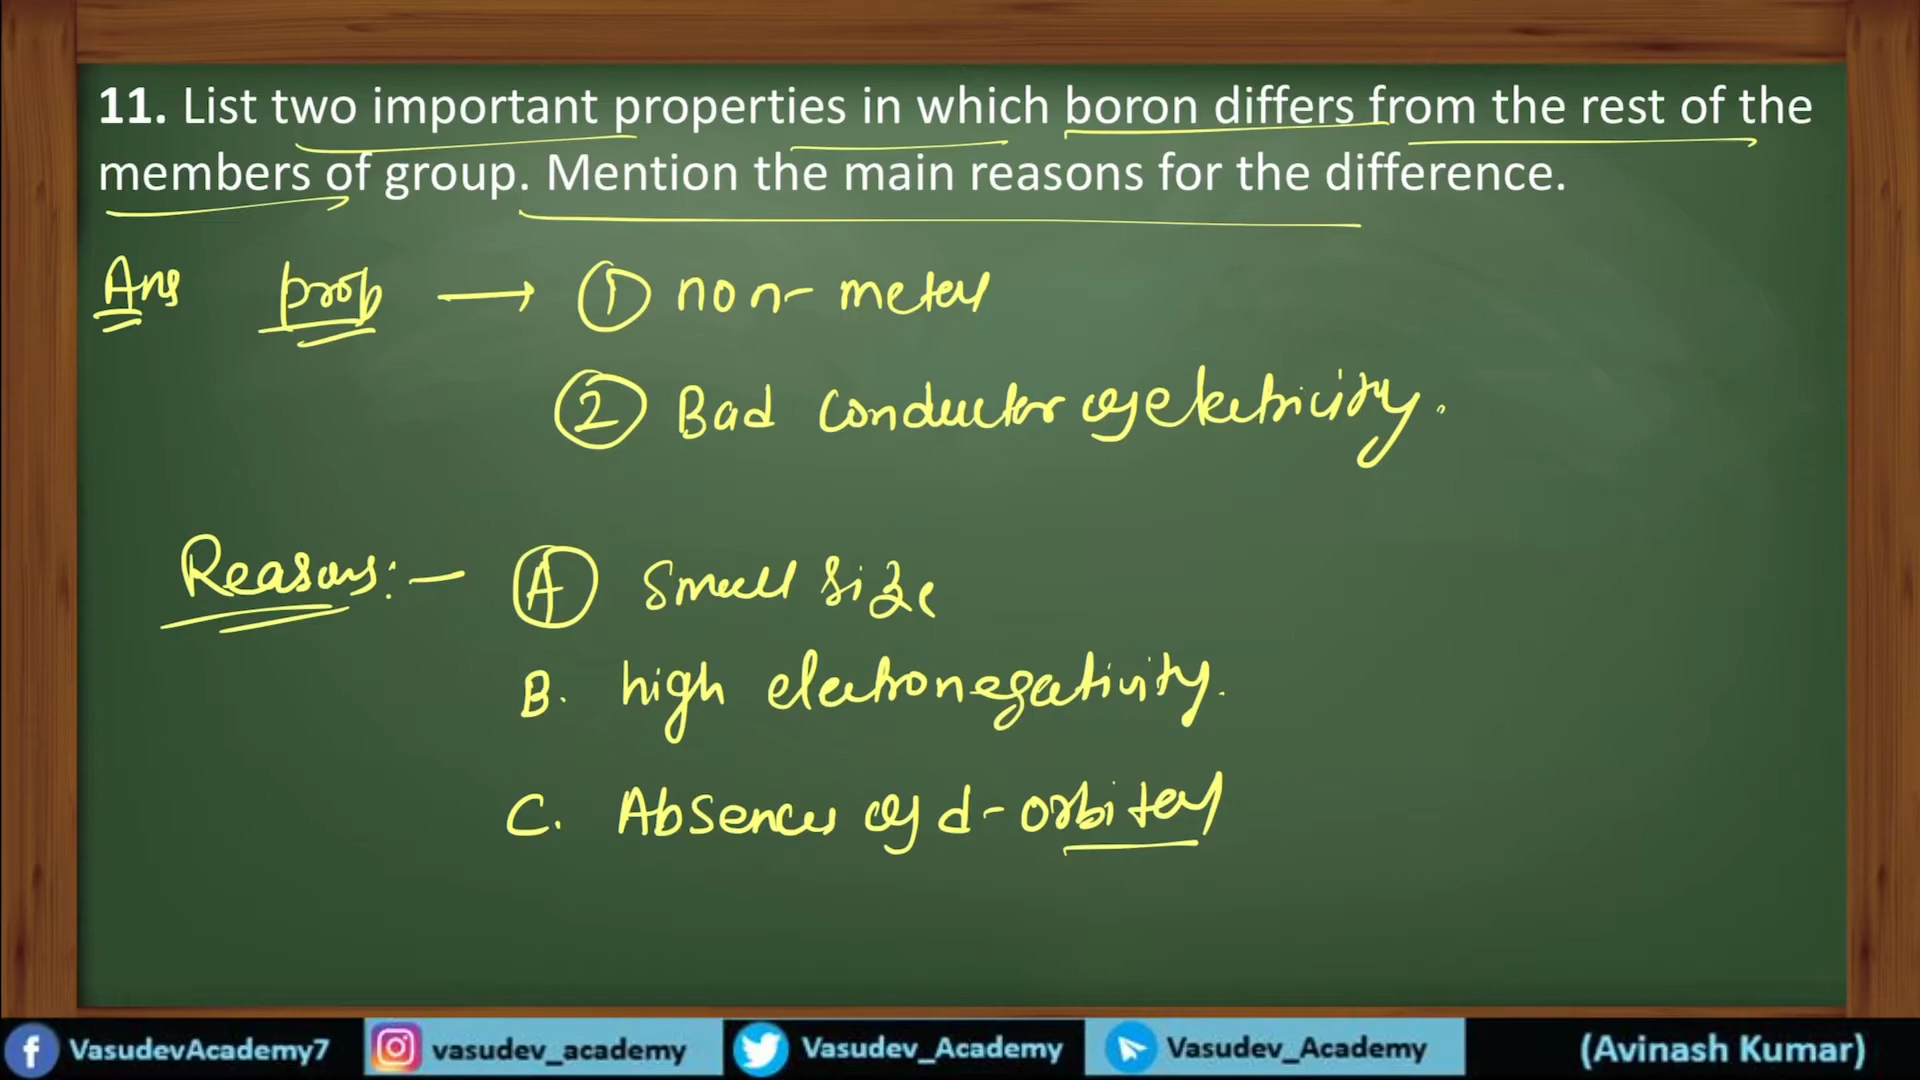 11. List two important properties in which boron differs from the rest of the
members of group. Mention the main reasons for the difference.
Ans prop → ① non-metal
② Bad conductor of electricity.
Reasons:- Ⓐ Small size
B. high electronegativity.
C. Absence of d-orbital
VasudevAcademy7 vasudev_academy Vasudev_Academy Vasudev_Academy (Avinash Kumar)